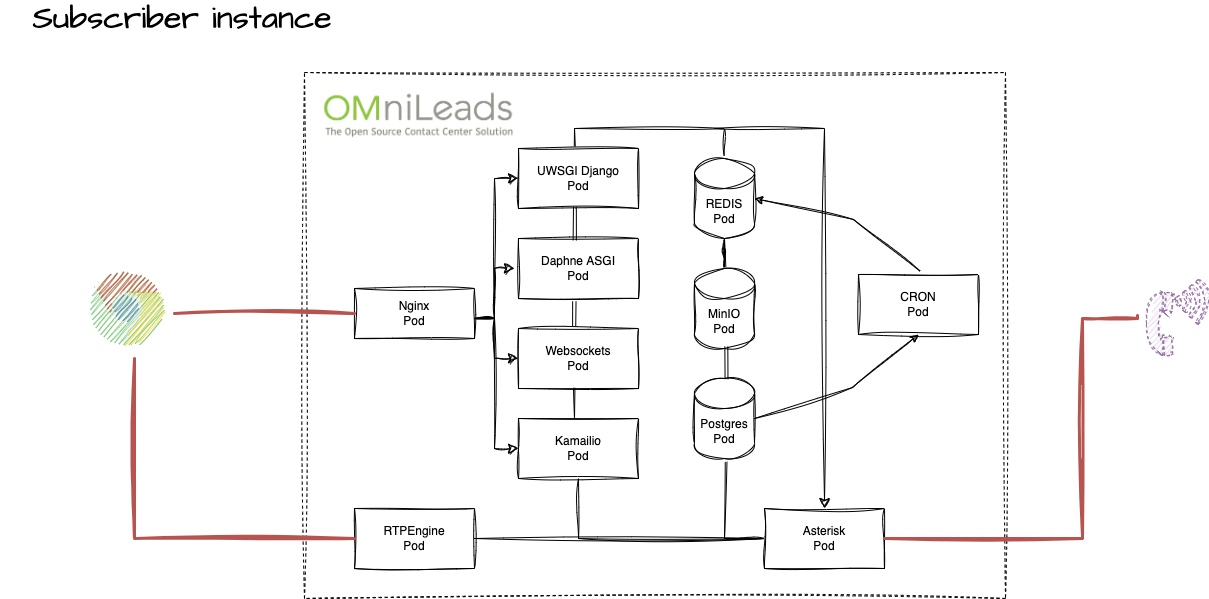 Subscriber instance
OMniLeads
The Open Source Contact Center Solution
UWSGI Django
Pod
REDIS
Pod
Daphne ASGI
Pod
CRON
Pod
Nginx
Pod
MinIO
Pod
Websockets
Pod
Postgres
Pod
Kamailio
Pod
RTPEngine
Pod
Asterisk
Pod